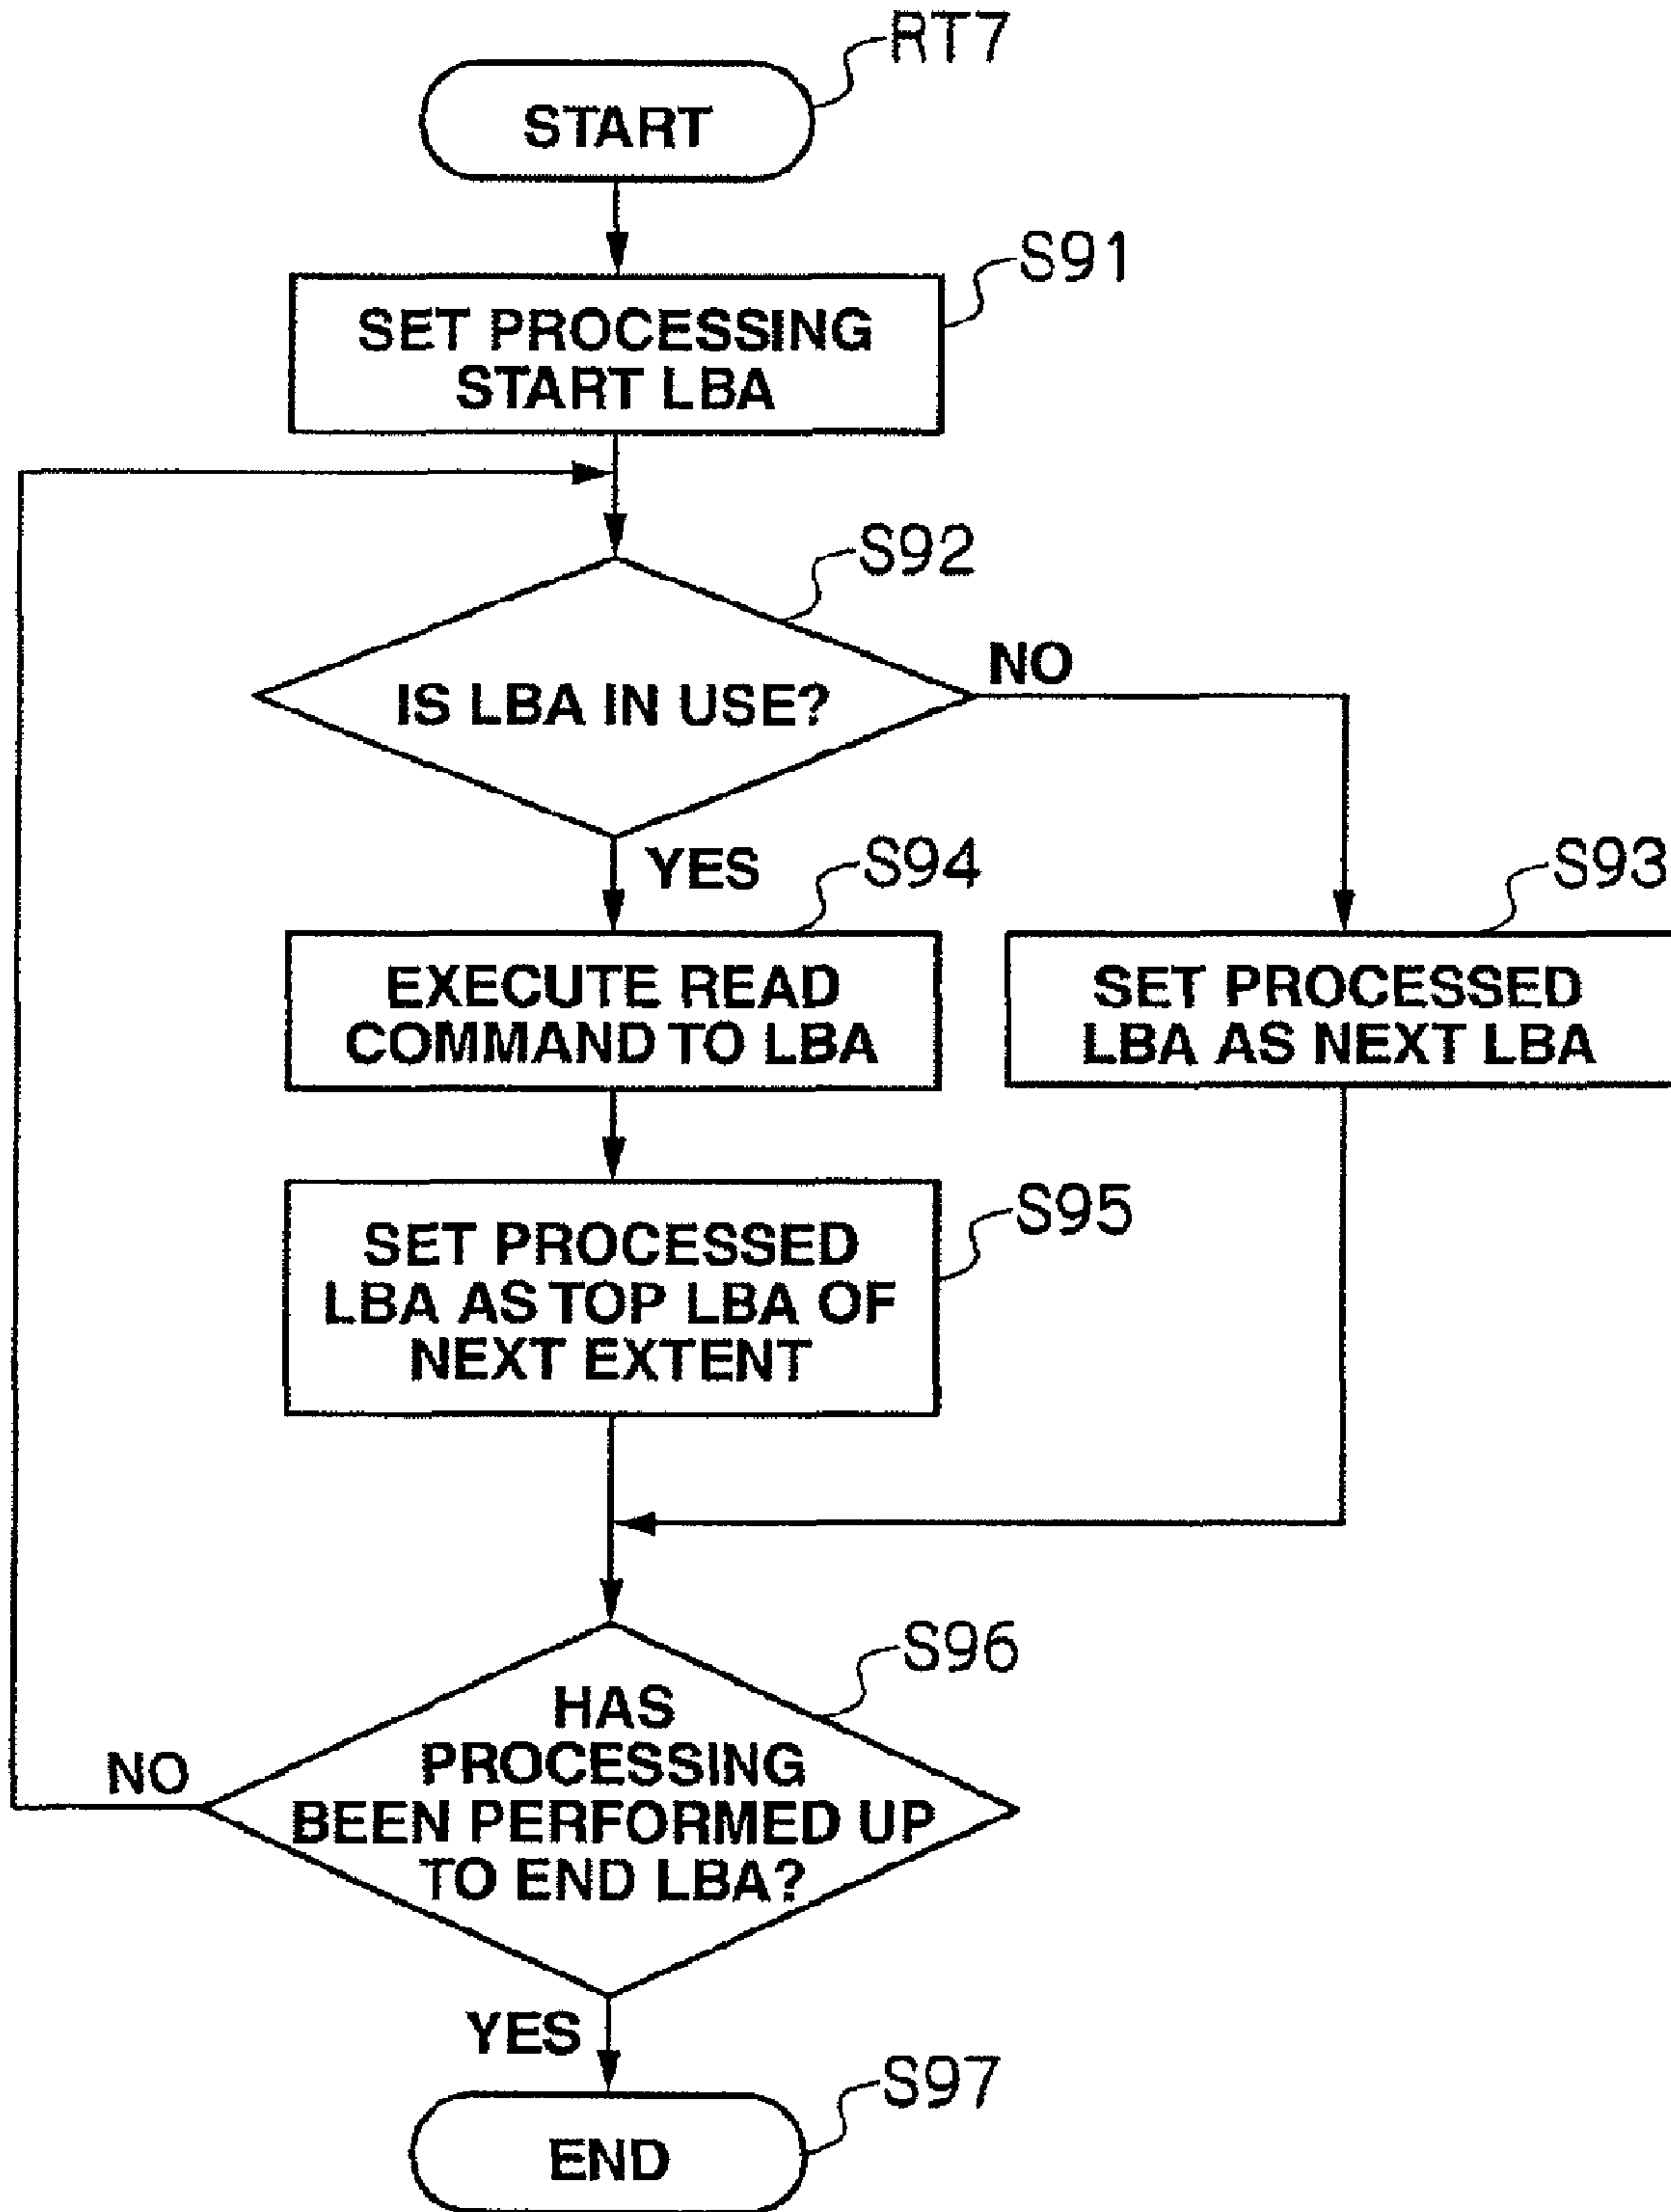 RT7
START
S91
SET PROCESSING
START LBA
S92
IS LBA IN USE?
NO
YES
S94
S93
EXECUTE READ
COMMAND TO LBA
SET PROCESSED
LBA AS NEXT LBA
S95
SET PROCESSED
LBA AS TOP LBA OF
NEXT EXTENT
S96
HAS
PROCESSING
BEEN PERFORMED UP
TO END LBA?
NO
YES
S97
END